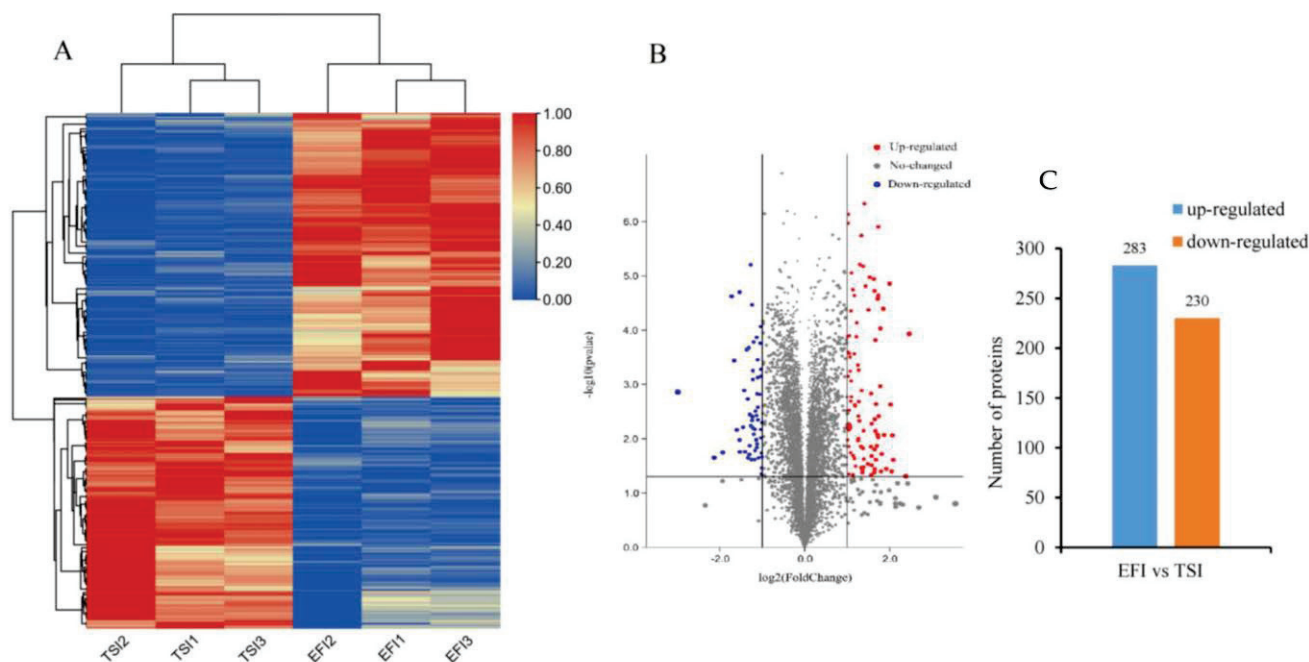 A
1.00
0.80
0.60
0.40
0.20
0.00
TSI2
TSI1
TSI3
EFI2
EFI1
EFI3
B
Up-regulated
No-changed
Down-regulated
-log10(pvalue)
6.0
5.0
4.0
3.0
2.0
1.0
0.0
-2.0
0.0
2.0
log2(FoldChange)
C
up-regulated
down-regulated
Number of proteins
300
250
200
150
100
50
0
283
230
EFI vs TSI